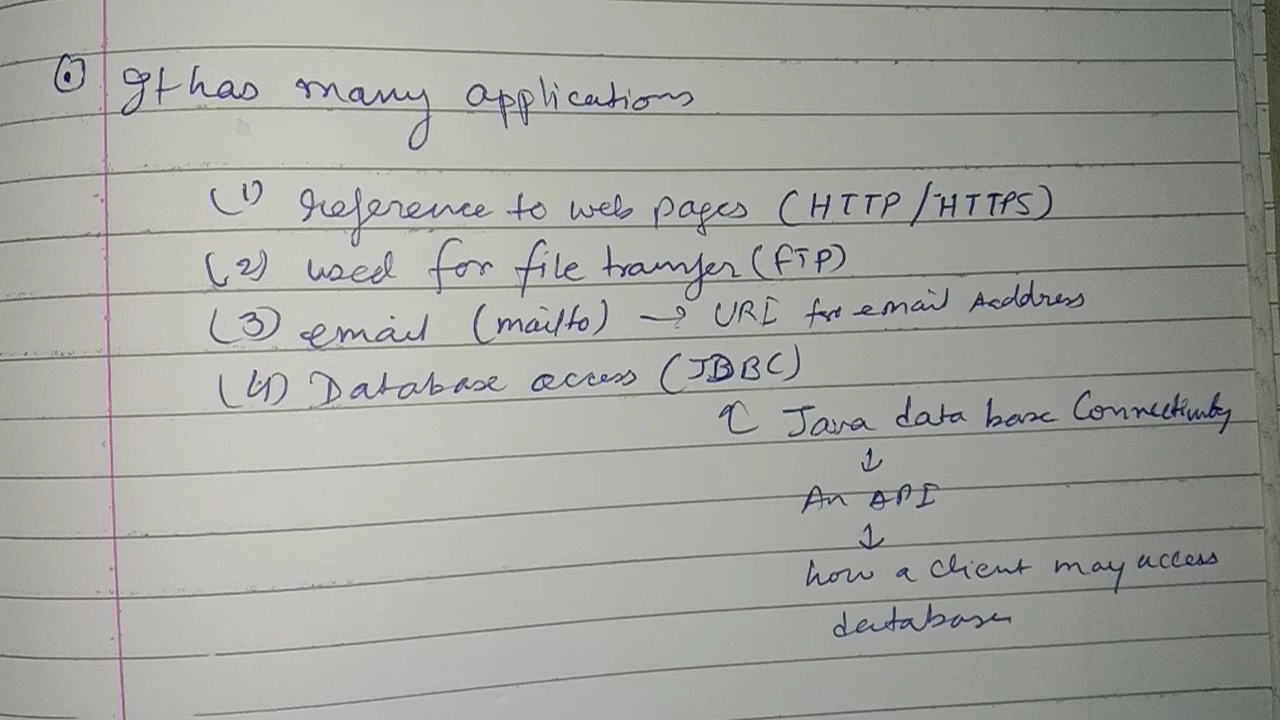 ⊙ It has many applications
(1) reference to web pages (HTTP/HTTPS)
(2) used for file transfer (FTP)
(3) email (mailto) → URI for email Address
(4) Database access (JDBC)
Java data base Connectivity
↓
An API
↓
how a client may access
database